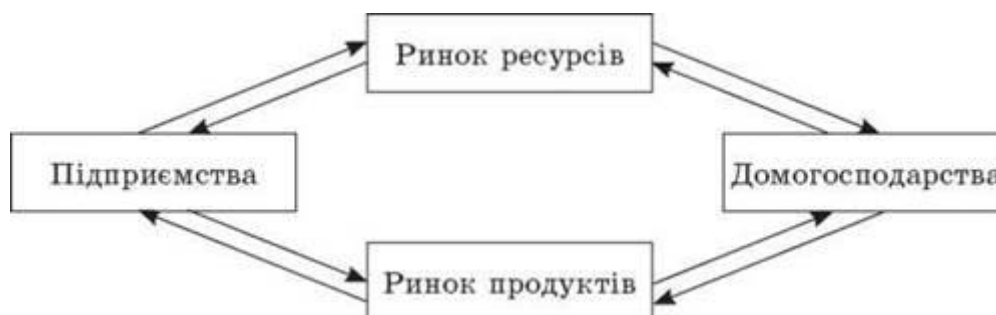 Ринок ресурсів
Підприємства
Домогосподарства
Ринок продуктів